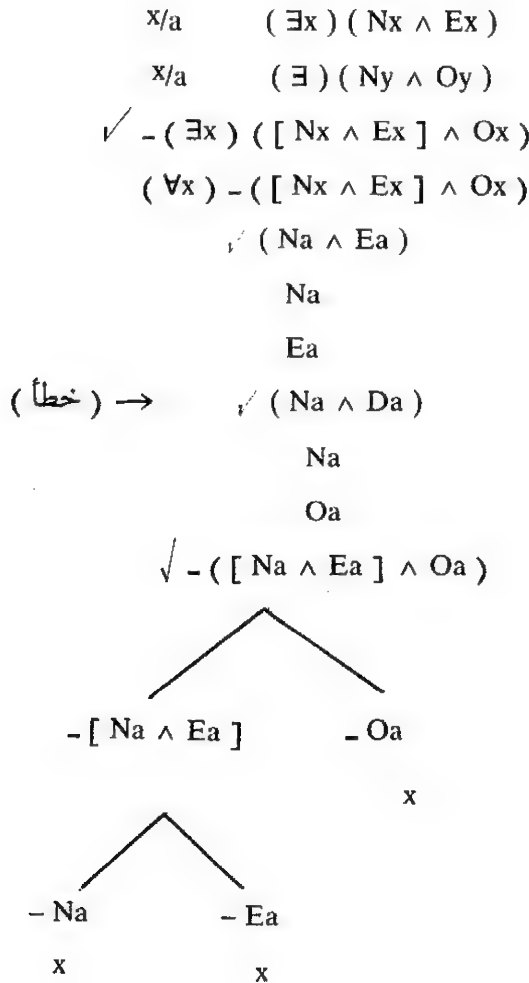 x/a (∃x) (Nx ∧ Ex)
x/a (∃) (Ny ∧ Oy)
✓ -(∃x) ([Nx ∧ Ex] ∧ Ox)
(∀x) -([Nx ∧ Ex] ∧ Ox)
✓ (Na ∧ Ea)
Na
Ea
(خطأ) → ✓ (Na ∧ Da)
Na
Oa
√ -([Na ∧ Ea] ∧ Oa)
-[Na ∧ Ea] -Oa
x
-Na -Ea
x x